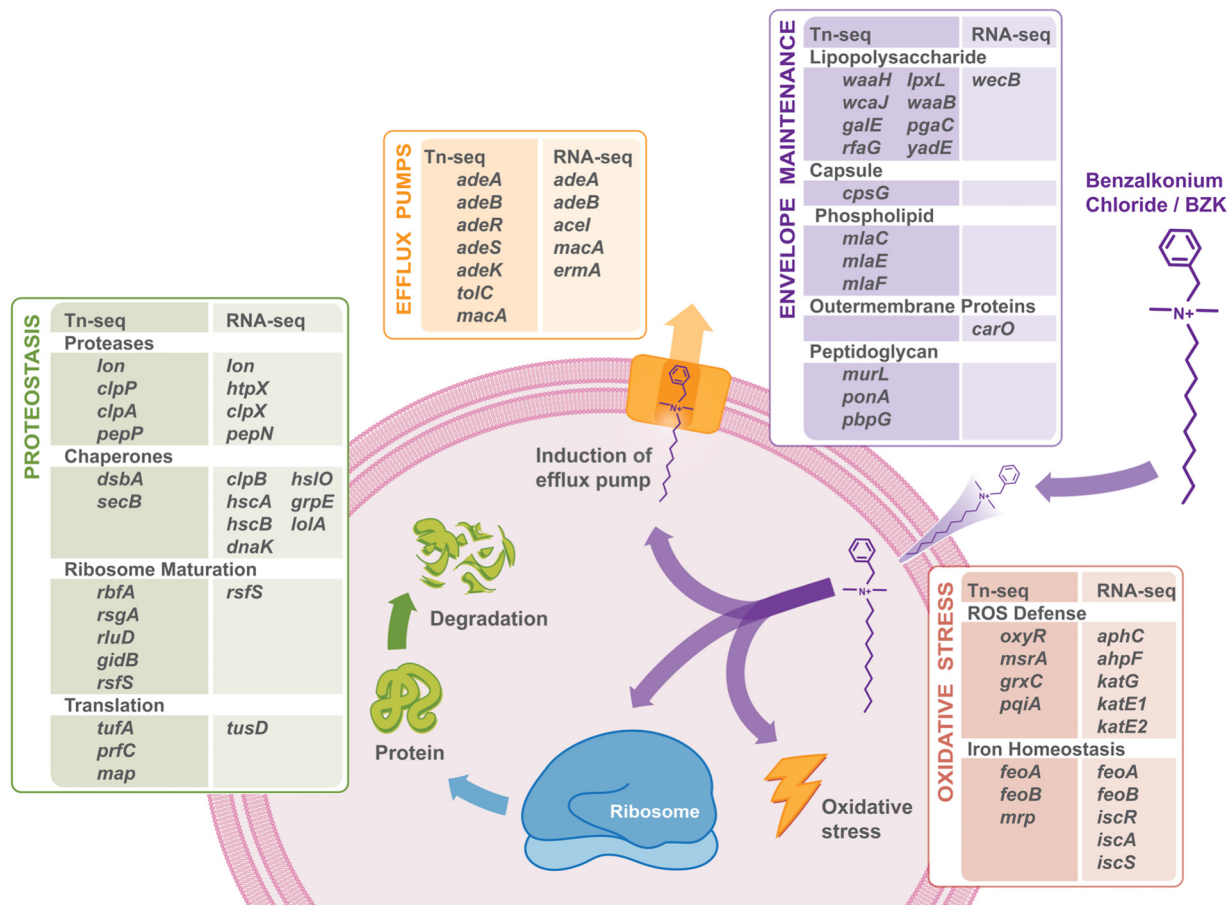 ENVELOPE MAINTENANCE
Tn-seq RNA-seq
Lipopolysaccharide
waaH lpxL wecB
wcaJ waaB
galE pgaC
rfaG yadE
Capsule
cpsG
Phospholipid
mlaC
mlaE
mlaF
Outermembrane Proteins
carO
Peptidoglycan
murL
ponA
pbpG
Benzalkonium
Chloride / BZK
N+
EFFLUX PUMPS
Tn-seq RNA-seq
adeA adeA
adeB adeB
adeR aceI
adeS macA
adeK ermA
tolC
macA
PROTEOSTASIS
Tn-seq RNA-seq
Proteases
lon lon
clpP htpX
clpA clpX
pepP pepN
Chaperones
dsbA clpB hslO
secB hscA grpE
hscB lolA
dnaK
Ribosome Maturation
rbfA rsfS
rsgA
rluD
gidB
rsfS
Translation
tufA tusD
prfC
map
N+
Induction of
efflux pump
N+
N+
Degradation
Protein
Ribosome
Oxidative
stress
OXIDATIVE STRESS
Tn-seq RNA-seq
ROS Defense
oxyR aphC
msrA ahpF
grxC katG
pqiA katE1
katE2
Iron Homeostasis
feoA feoA
feoB feoB
mrp iscR
iscA
iscS